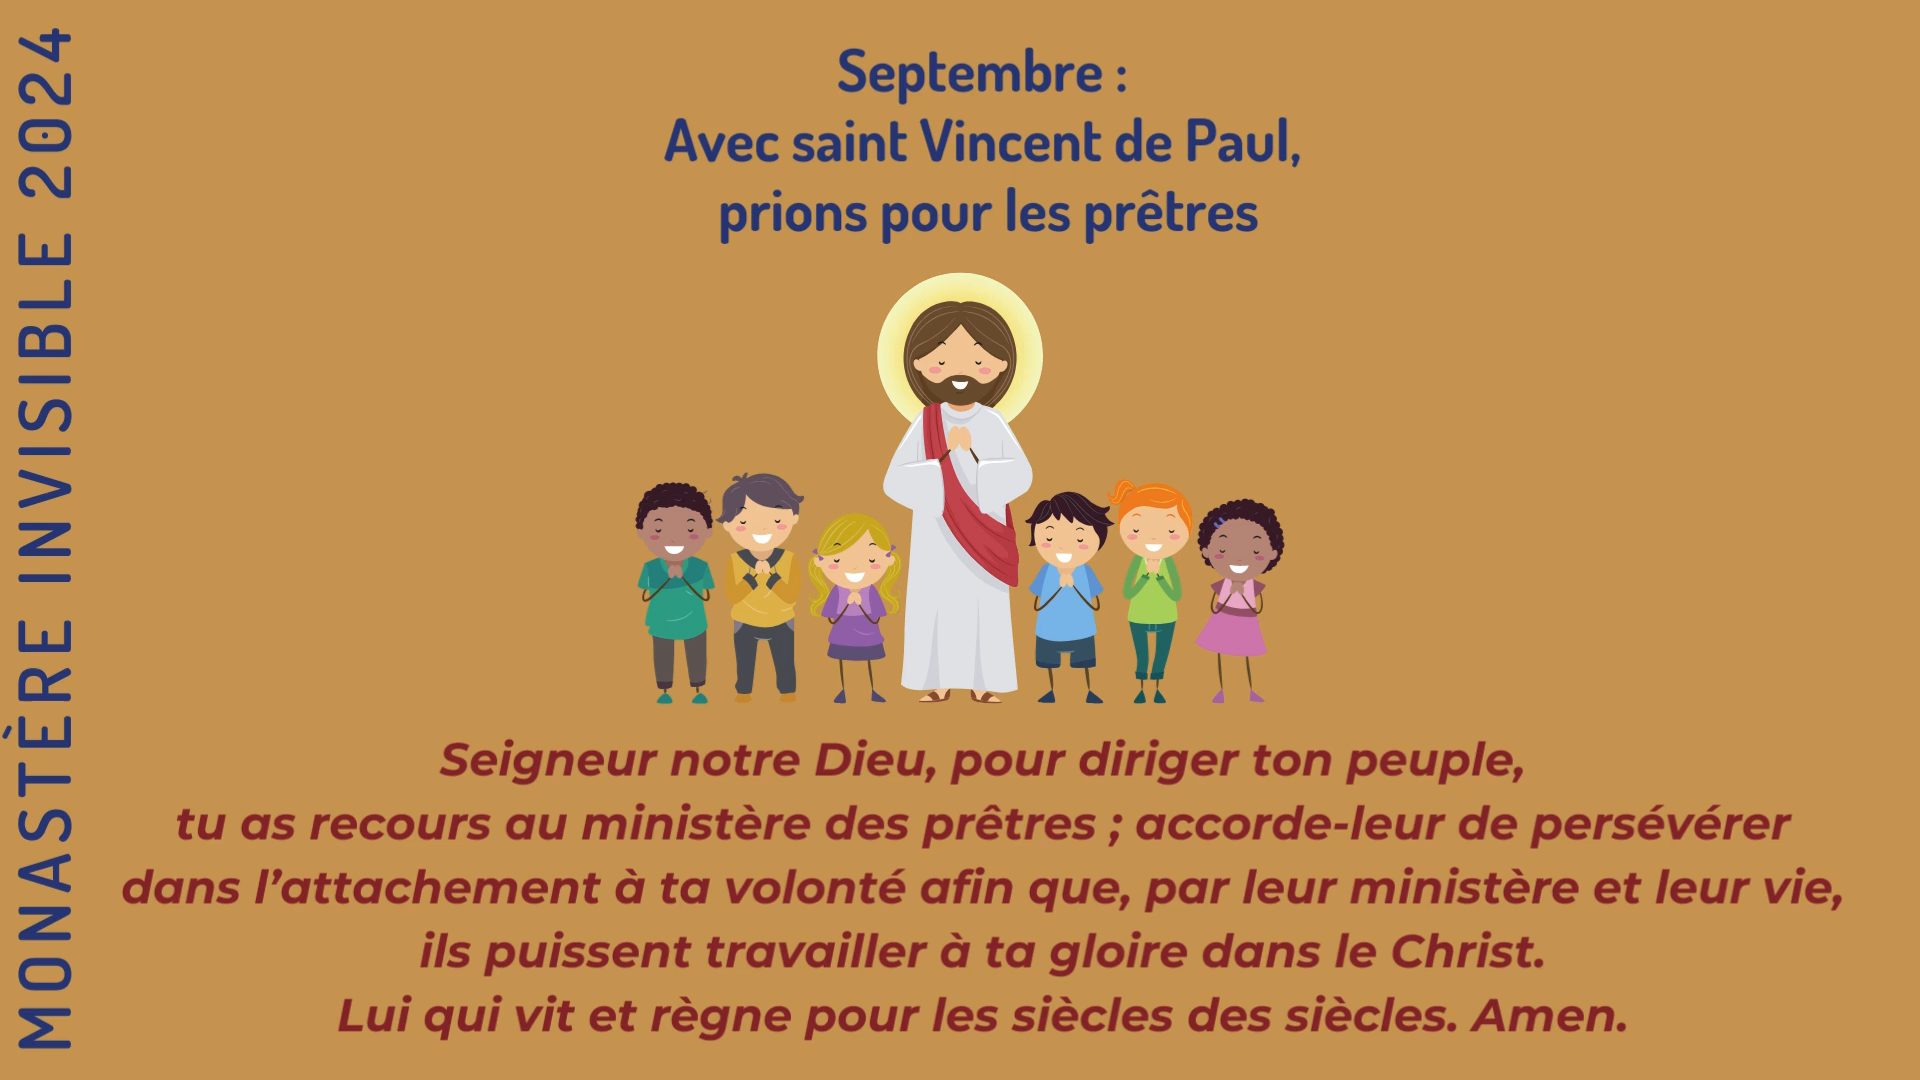 MONASTÈRE INVISIBLE 2024
Septembre :
Avec saint Vincent de Paul,
prions pour les prêtres
Seigneur notre Dieu, pour diriger ton peuple,
tu as recours au ministère des prêtres ; accorde-leur de persévérer
dans l’attachement à ta volonté afin que, par leur ministère et leur vie,
ils puissent travailler à ta gloire dans le Christ.
Lui qui vit et règne pour les siècles des siècles. Amen.